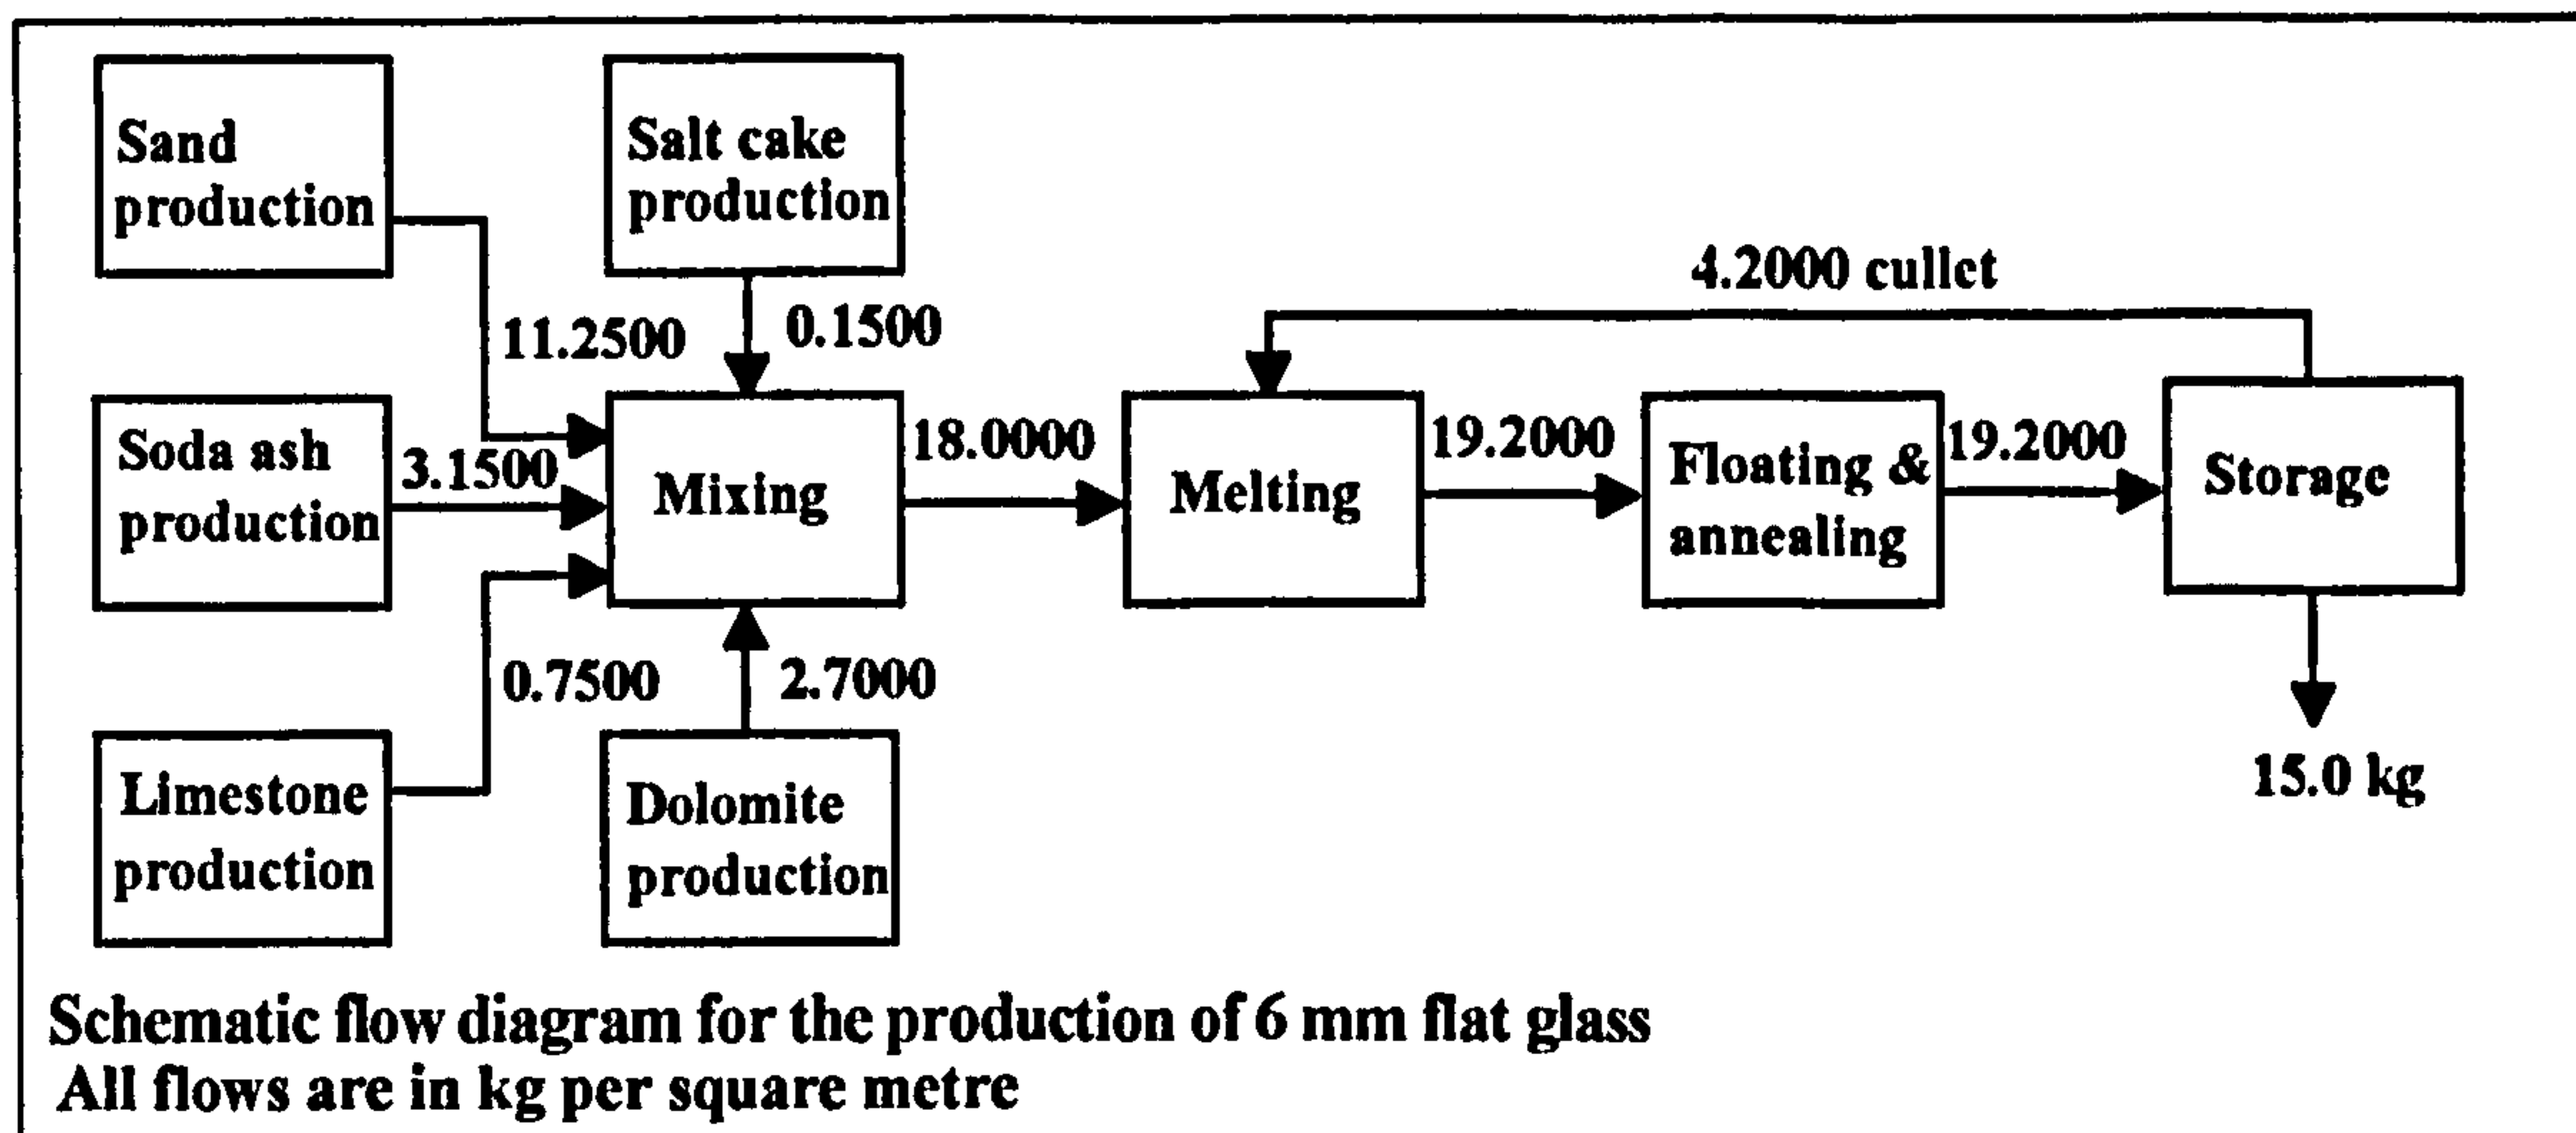 Sand
production
Salt cake
production
4.2000 cullet
11.2500
0.1500
Soda ash
production
3.1500
Mixing
18.0000
Melting
19.2000
Floating &
annealing
19.2000
Storage
Limestone
production
0.7500
2.7000
Dolomite
production
15.0 kg
Schematic flow diagram for the production of 6 mm flat glass
All flows are in kg per square metre